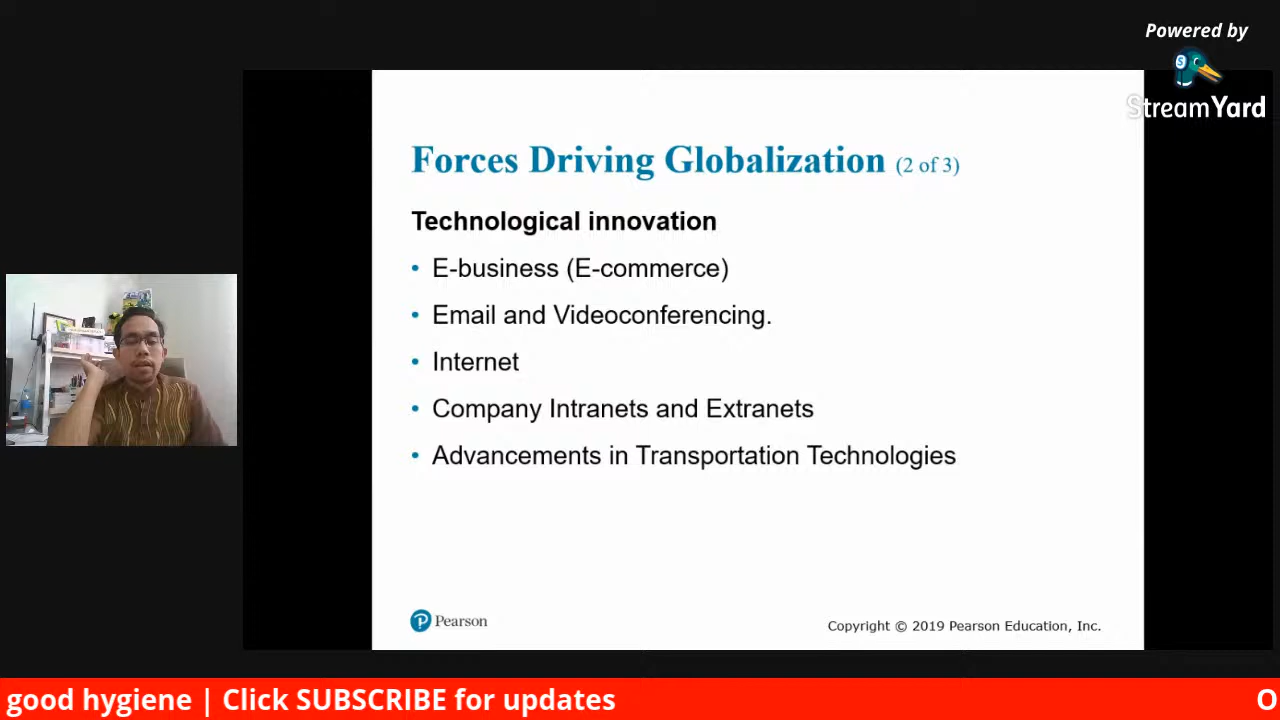 Powered by
StreamYard
Forces Driving Globalization (2 of 3)
Technological innovation
• E-business (E-commerce)
• Email and Videoconferencing.
• Internet
• Company Intranets and Extranets
• Advancements in Transportation Technologies
Pearson
Copyright © 2019 Pearson Education, Inc.
good hygiene | Click SUBSCRIBE for updates
O